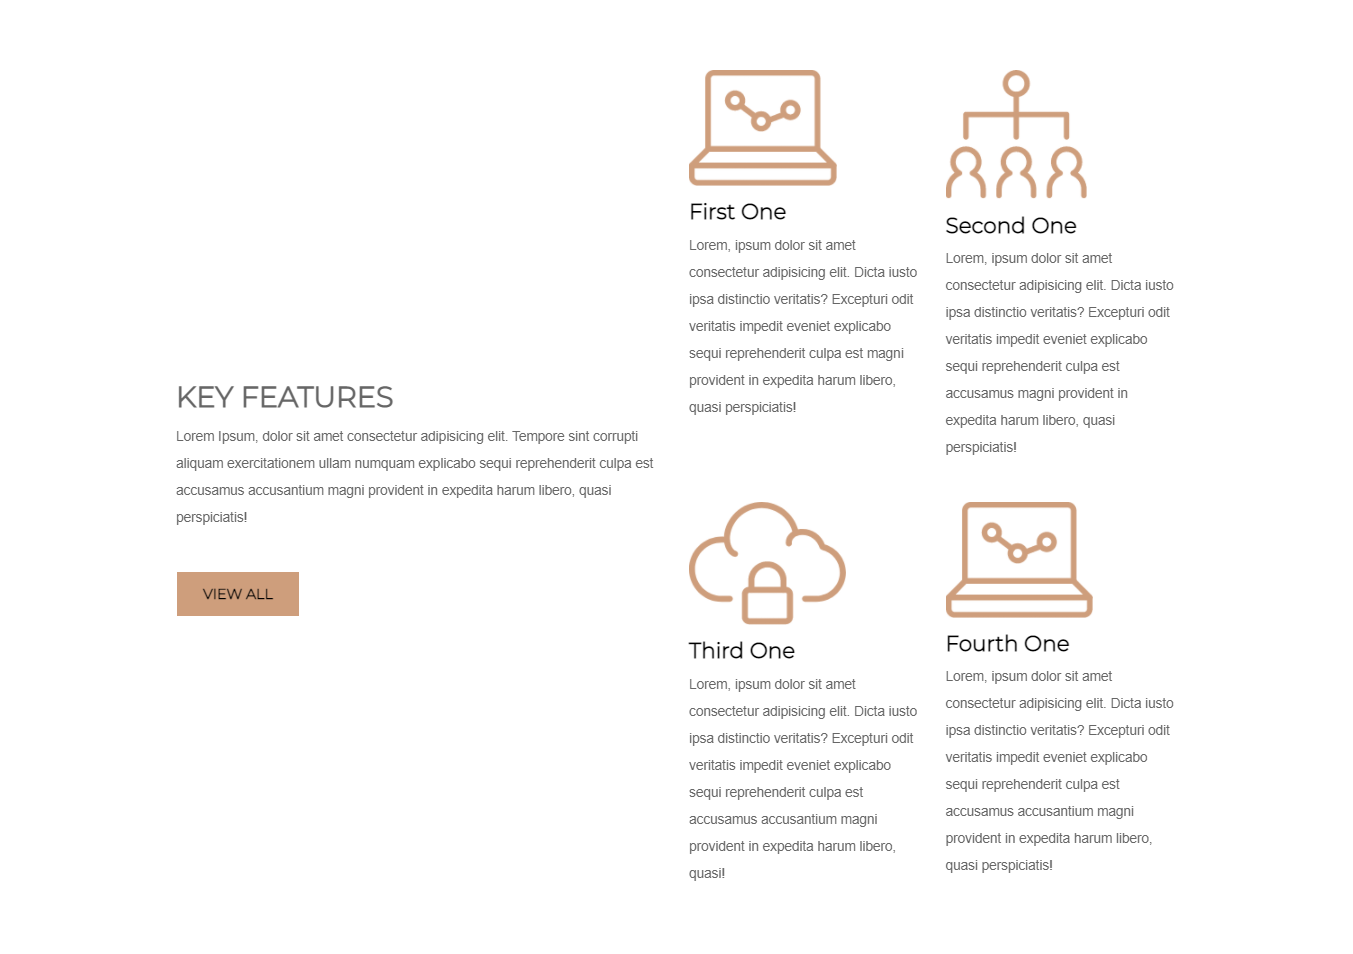 KEY FEATURES
Lorem Ipsum, dolor sit amet consectetur adipisicing elit. Tempore sint corrupti
aliquam exercitationem ullam numquam explicabo sequi reprehenderit culpa est
accusamus accusantium magni provident in expedita harum libero, quasi
perspiciatis!
VIEW ALL
First One
Lorem, ipsum dolor sit amet
consectetur adipisicing elit. Dicta iusto
ipsa distinctio veritatis? Excepturi odit
veritatis impedit eveniet explicabo
sequi reprehenderit culpa est magni
provident in expedita harum libero,
quasi perspiciatis!
Second One
Lorem, ipsum dolor sit amet
consectetur adipisicing elit. Dicta iusto
ipsa distinctio veritatis? Excepturi odit
veritatis impedit eveniet explicabo
sequi reprehenderit culpa est
accusamus magni provident in
expedita harum libero, quasi
perspiciatis!
Third One
Lorem, ipsum dolor sit amet
consectetur adipisicing elit. Dicta iusto
ipsa distinctio veritatis? Excepturi odit
veritatis impedit eveniet explicabo
sequi reprehenderit culpa est
accusamus accusantium magni
provident in expedita harum libero,
quasi!
Fourth One
Lorem, ipsum dolor sit amet
consectetur adipisicing elit. Dicta iusto
ipsa distinctio veritatis? Excepturi odit
veritatis impedit eveniet explicabo
sequi reprehenderit culpa est
accusamus accusantium magni
provident in expedita harum libero,
quasi perspiciatis!